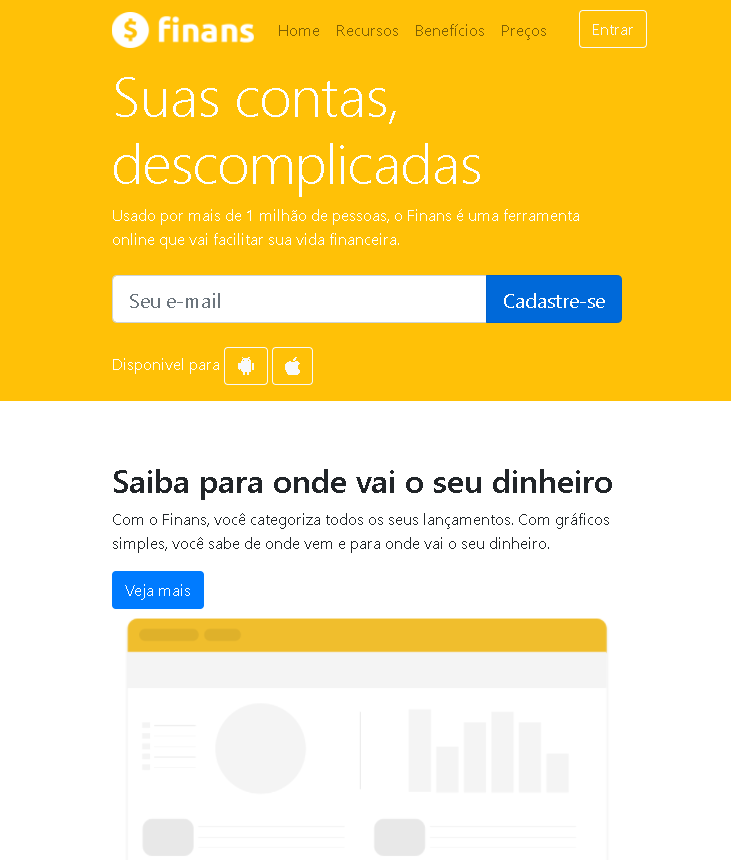 $ finans Home Recursos Benefícios Preços Entrar
Suas contas,
descomplicadas
Usado por mais de 1 milhão de pessoas, o Finans é uma ferramenta
online que vai facilitar sua vida financeira.
Seu e-mail Cadastre-se
Disponivel para
Saiba para onde vai o seu dinheiro
Com o Finans, você categoriza todos os seus lançamentos. Com gráficos
simples, você sabe de onde vem e para onde vai o seu dinheiro.
Veja mais